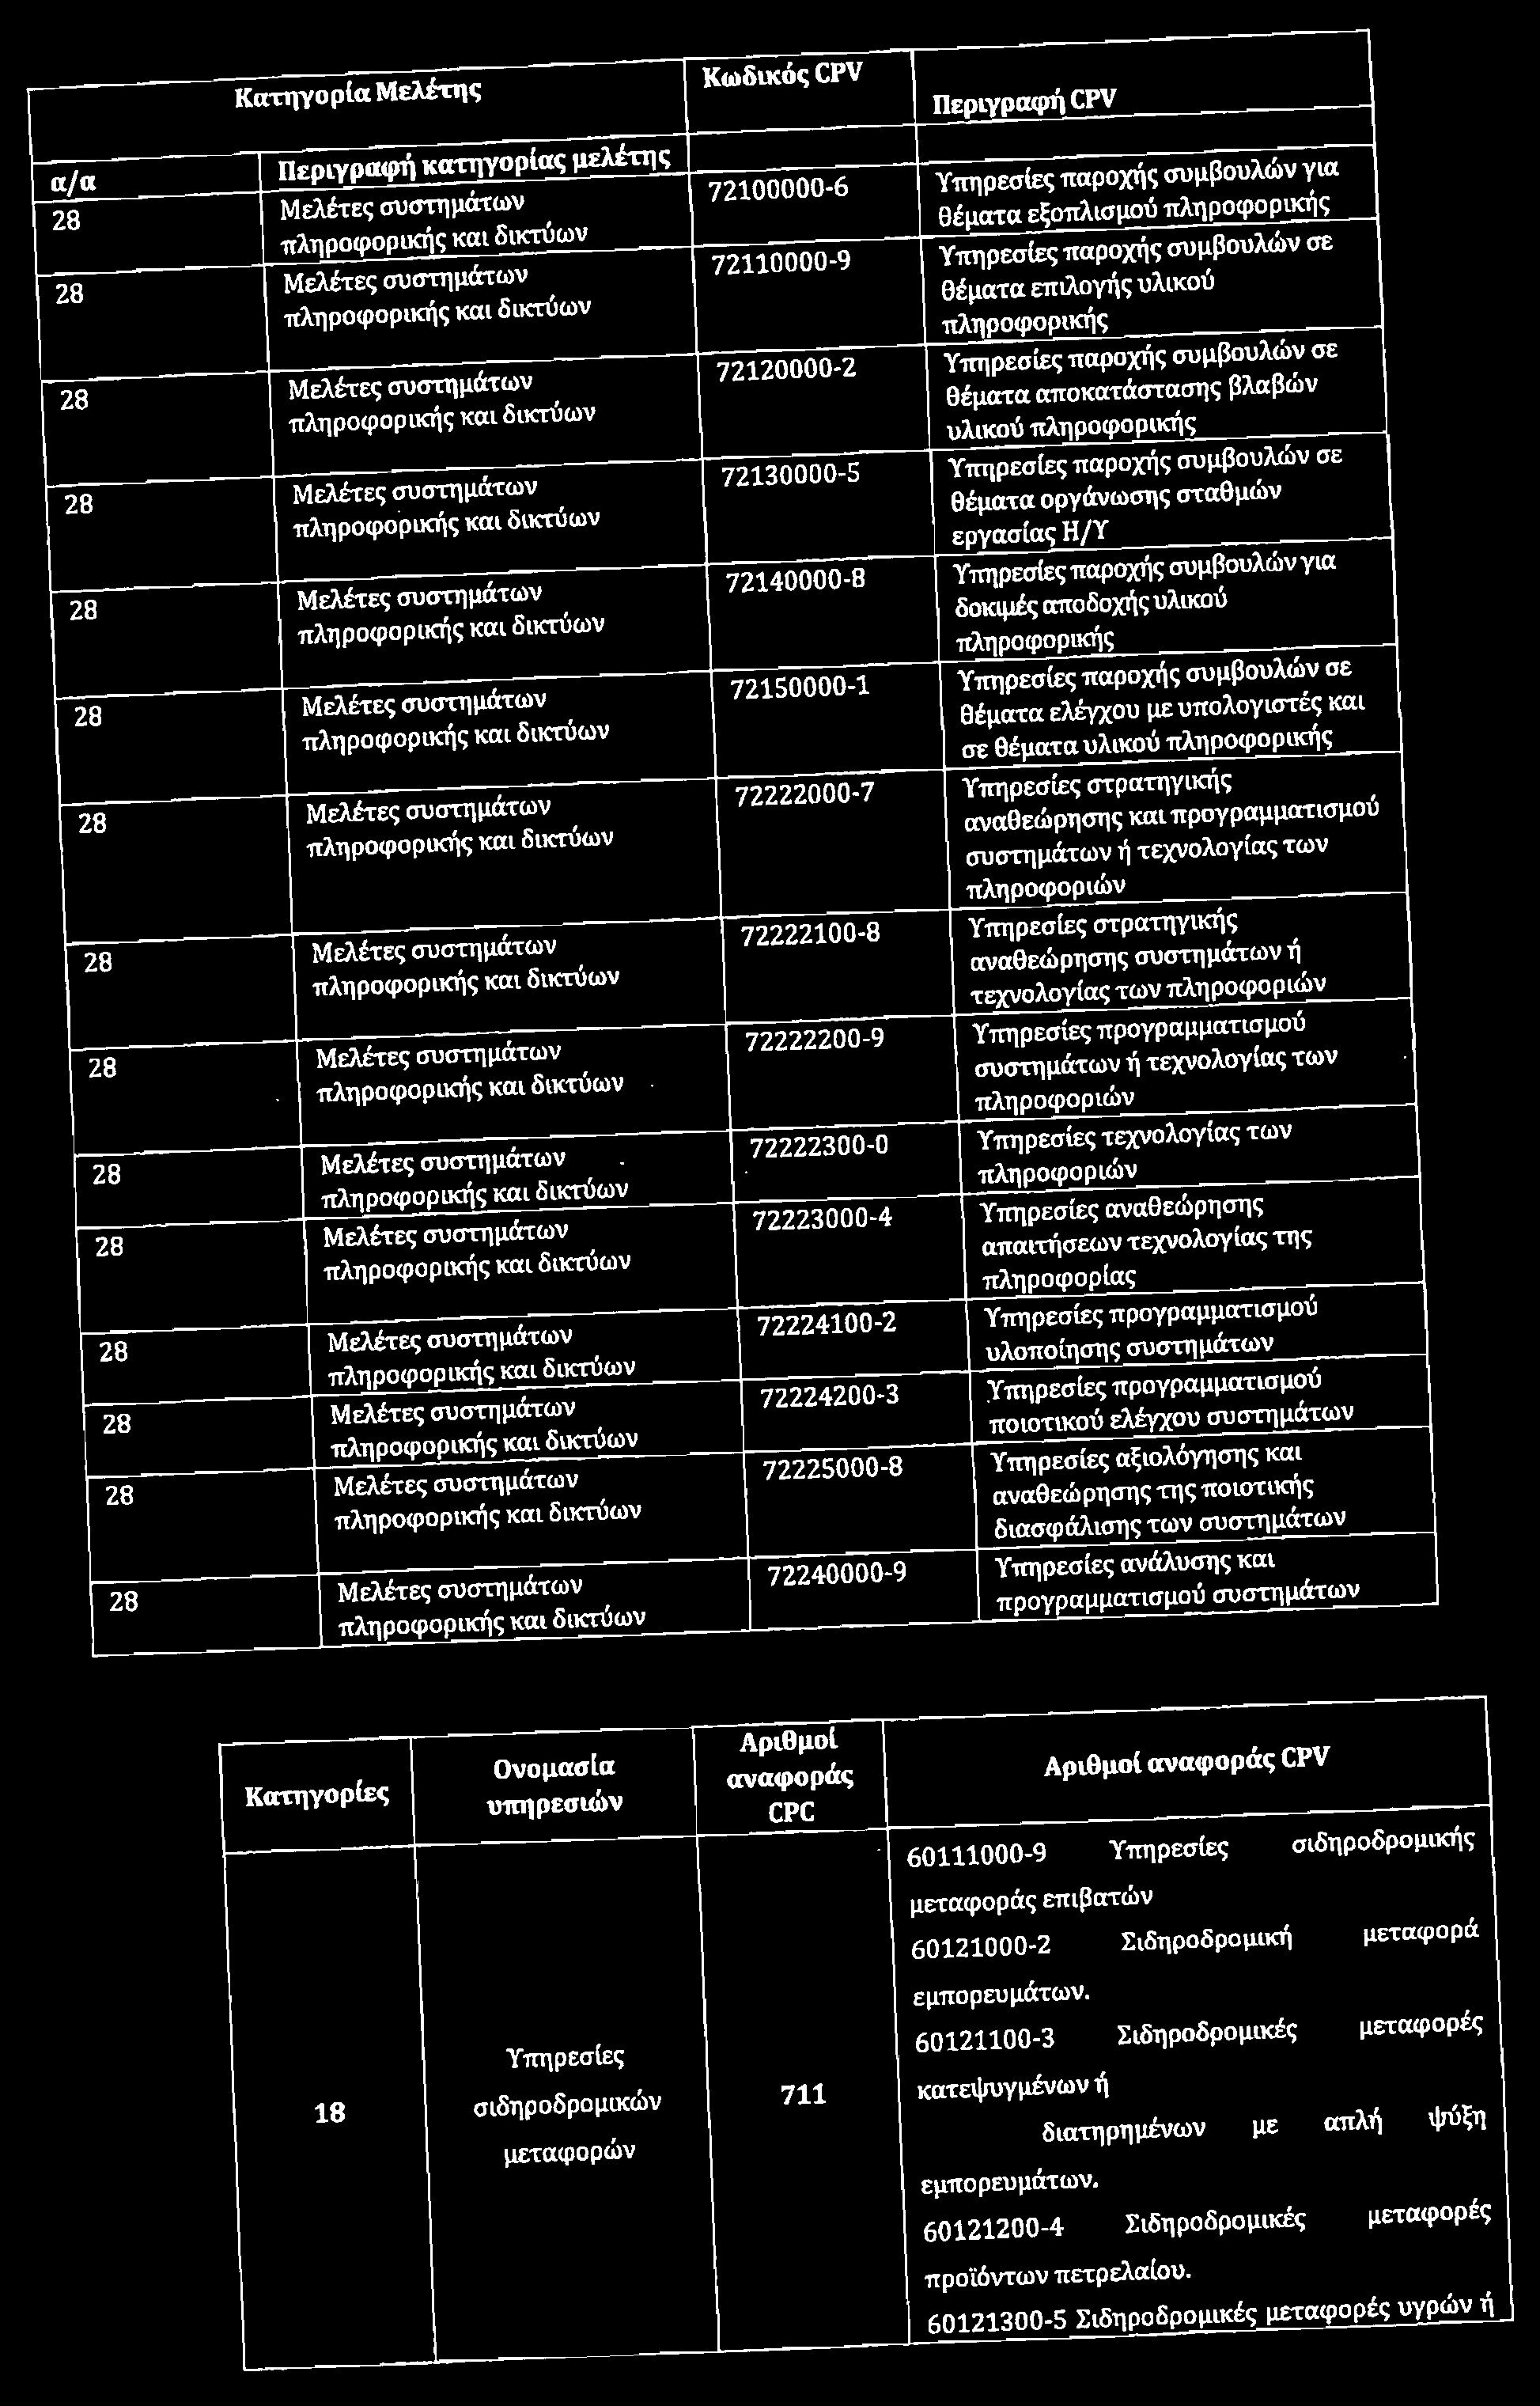 Κατηγορία Μελέτης
Κωδικός CPV
Περιγραφή CPV
α/α
Περιγραφή κατηγορίας μελέτης
28
Μελέτες συστημάτων
πληροφορικής και δικτύων
72100000-6
Υπηρεσίες παροχής συμβουλών για
θέματα εξοπλισμού πληροφορικής
28
Μελέτες συστημάτων
πληροφορικής και δικτύων
72110000-9
Υπηρεσίες παροχής συμβουλών σε
θέματα επιλογής υλικού
πληροφορικής
28
Μελέτες συστημάτων
πληροφορικής και δικτύων
72120000-2
Υπηρεσίες παροχής συμβουλών σε
θέματα αποκατάστασης βλαβών
υλικού πληροφορικής
28
Μελέτες συστημάτων
πληροφορικής και δικτύων
72130000-5
Υπηρεσίες παροχής συμβουλών σε
θέματα οργάνωσης σταθμών
εργασίας Η/Υ
28
Μελέτες συστημάτων
πληροφορικής και δικτύων
72140000-8
Υπηρεσίες παροχής συμβουλών για
δοκιμές αποδοχής υλικού
πληροφορικής
28
Μελέτες συστημάτων
πληροφορικής και δικτύων
72150000-1
Υπηρεσίες παροχής συμβουλών σε
θέματα ελέγχου με υπολογιστές και
σε θέματα υλικού πληροφορικής
28
Μελέτες συστημάτων
πληροφορικής και δικτύων
72222000-7
Υπηρεσίες στρατηγικής
αναθεώρησης και προγραμματισμού
συστημάτων ή τεχνολογίας των
πληροφοριών
28
Μελέτες συστημάτων
πληροφορικής και δικτύων
72222100-8
Υπηρεσίες στρατηγικής
αναθεώρησης συστημάτων ή
τεχνολογίας των πληροφοριών
28
Μελέτες συστημάτων
πληροφορικής και δικτύων
72222200-9
Υπηρεσίες προγραμματισμού
συστημάτων ή τεχνολογίας των
πληροφοριών
28
Μελέτες συστημάτων
πληροφορικής και δικτύων
72222300-0
Υπηρεσίες τεχνολογίας των
πληροφοριών
28
Μελέτες συστημάτων
πληροφορικής και δικτύων
72223000-4
Υπηρεσίες αναθεώρησης
απαιτήσεων τεχνολογίας της
πληροφορίας
28
Μελέτες συστημάτων
πληροφορικής και δικτύων
72224100-2
Υπηρεσίες προγραμματισμού
υλοποίησης συστημάτων
28
Μελέτες συστημάτων
πληροφορικής και δικτύων
72224200-3
Υπηρεσίες προγραμματισμού
ποιοτικού ελέγχου συστημάτων
28
Μελέτες συστημάτων
πληροφορικής και δικτύων
72225000-8
Υπηρεσίες αξιολόγησης και
αναθεώρησης της ποιοτικής
διασφάλισης των συστημάτων
28
Μελέτες συστημάτων
πληροφορικής και δικτύων
72240000-9
Υπηρεσίες ανάλυσης και
προγραμματισμού συστημάτων
Κατηγορίες
Ονομασία
υπηρεσιών
Αριθμοί
αναφοράς
CPC
Αριθμοί αναφοράς CPV
18
Υπηρεσίες
σιδηροδρομικών
μεταφορών
711
60111000-9 Υπηρεσίες σιδηροδρομικής
μεταφοράς επιβατών
60121000-2 Σιδηροδρομική μεταφορά
εμπορευμάτων.
60121100-3 Σιδηροδρομικές μεταφορές
κατεψυγμένων ή
διατηρημένων με απλή ψύξη
εμπορευμάτων.
60121200-4 Σιδηροδρομικές μεταφορές
προϊόντων πετρελαίου.
60121300-5 Σιδηροδρομικές μεταφορές υγρών ή